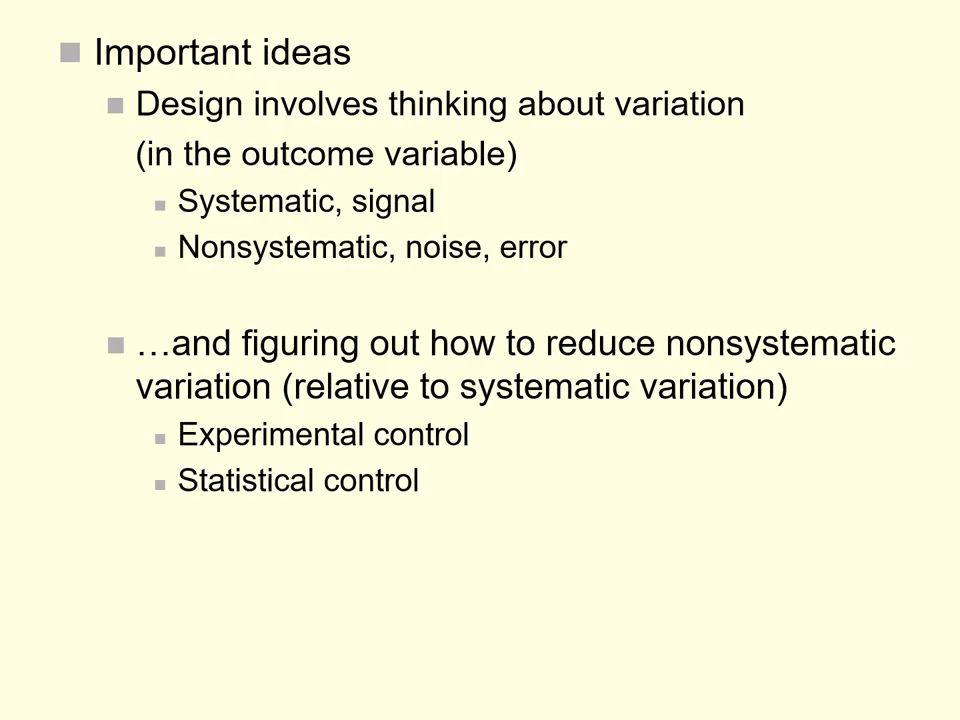 Important ideas
Design involves thinking about variation
(in the outcome variable)
Systematic, signal
Nonsystematic, noise, error
…and figuring out how to reduce nonsystematic
variation (relative to systematic variation)
Experimental control
Statistical control